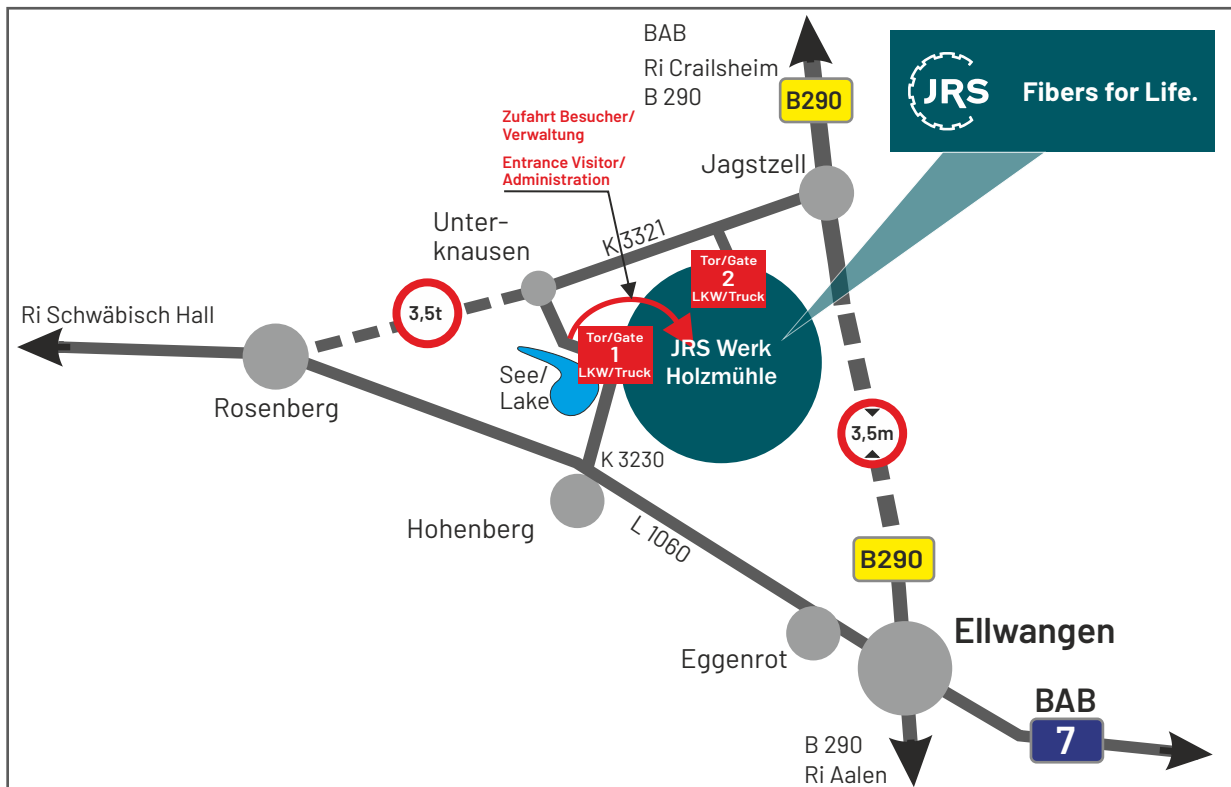 BAB
Ri Crailsheim
B 290
B290
JRS
Fibers for Life.
Zufahrt Besucher/
Verwaltung
Entrance Visitor/
Administration
Jagstzell
Unter-
knausen
K 3321
Tor/Gate
2
LKW/Truck
Ri Schwäbisch Hall
3,5t
Tor/Gate
1
LKW/Truck
JRS Werk
Holzmühle
See/
Lake
Rosenberg
3,5m
K 3230
Hohenberg
L 1060
B290
Ellwangen
Eggenrot
BAB
7
B 290
Ri Aalen